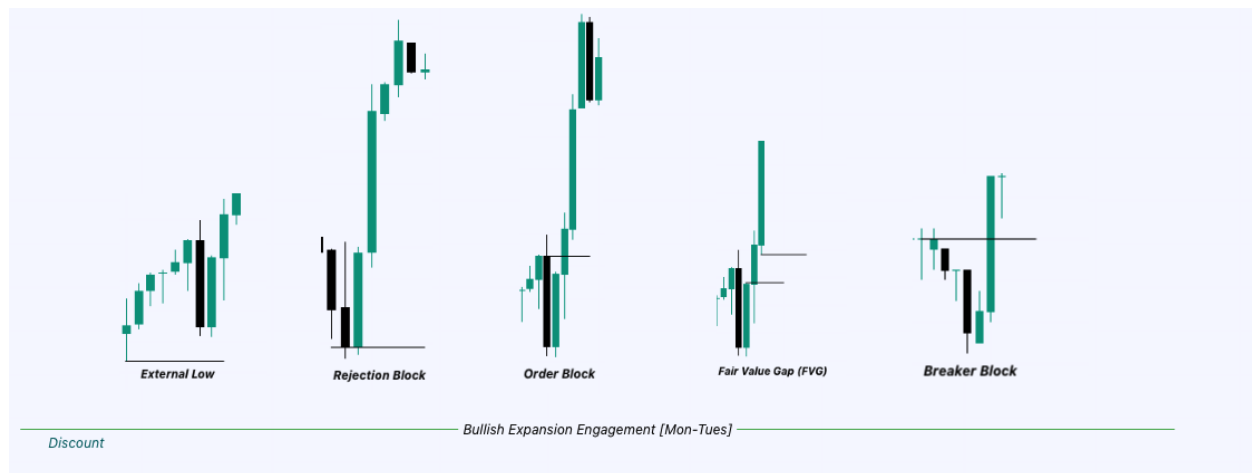 External Low
Rejection Block
Order Block
Fair Value Gap (FVG)
Breaker Block
Bullish Expansion Engagement [Mon-Tues]
Discount